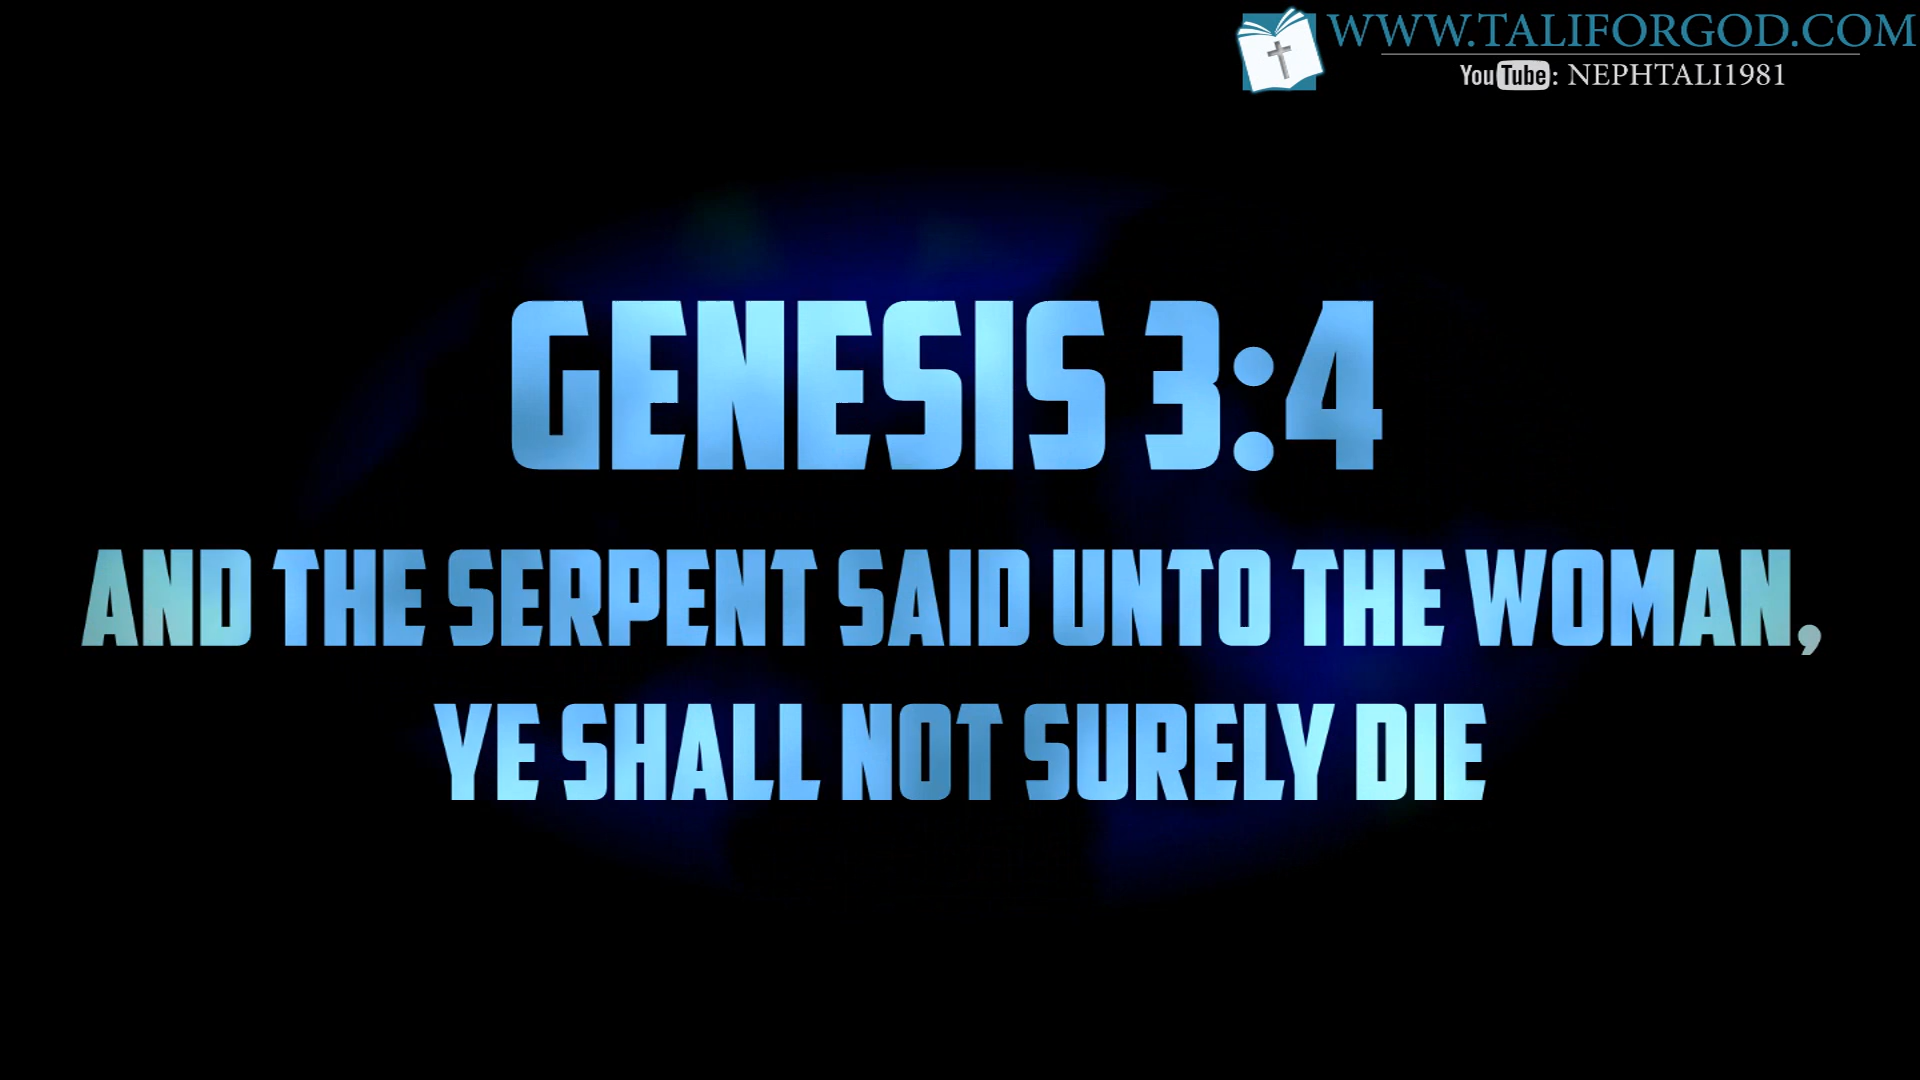 WWW.TALIFORGOD.COM
YouTube: NEPHTALI1981
GENESIS 3:4
AND THE SERPENT SAID UNTO THE WOMAN,
YE SHALL NOT SURELY DIE